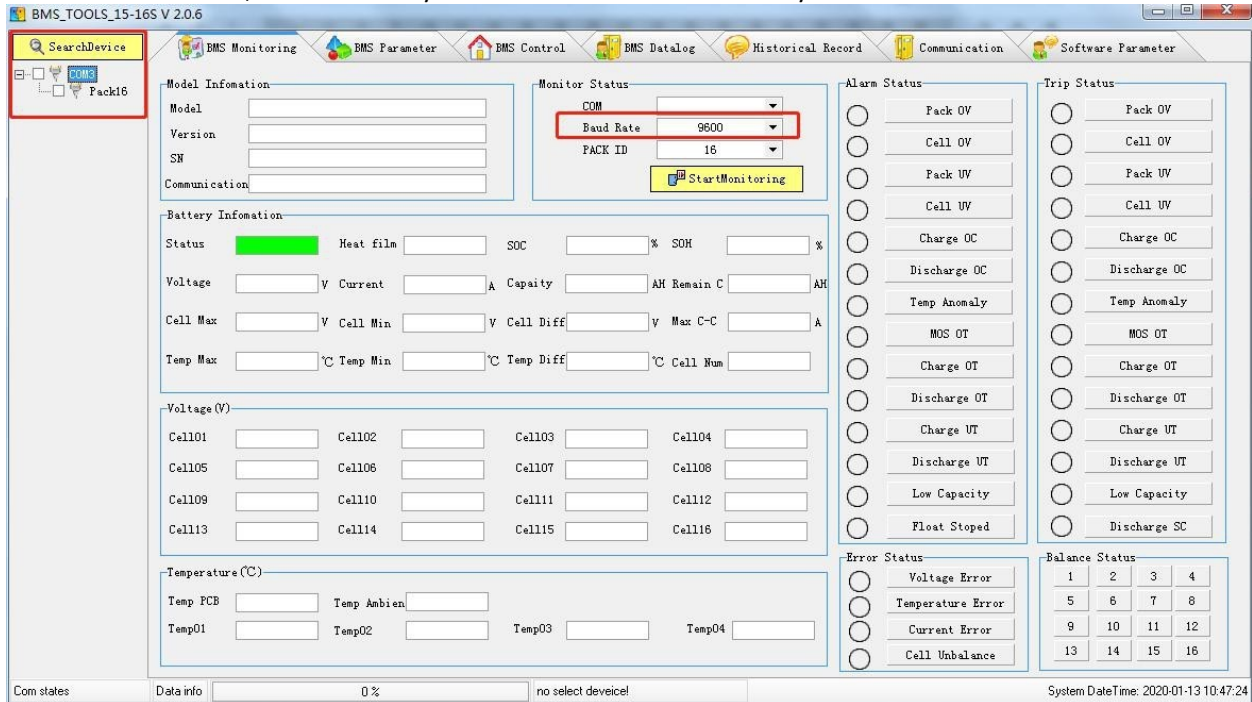 BMS_TOOLS_15-16S V 2.0.6
SearchDevice
BMS Monitoring
BMS Parameter
BMS Control
BMS Datalog
Historical Record
Communication
Software Parameter
COM3
Pack16
Model Infomation
Model
Version
SN
Communication
Monitor Status
COM
Baud Rate 9600
PACK ID 16
StartMonitoring
Battery Infomation
Status Heat film SOC % SOH %
Voltage V Current A Capaity AH Remain C AH
Cell Max V Cell Min V Cell Diff V Max C-C A
Temp Max ℃ Temp Min ℃ Temp Diff ℃ Cell Num
Voltage(V)
Cell01 Cell02 Cell03 Cell04
Cell05 Cell06 Cell07 Cell08
Cell09 Cell10 Cell11 Cell12
Cell13 Cell14 Cell15 Cell16
Temperature(℃)
Temp PCB Temp Ambien
Temp01 Temp02 Temp03 Temp04
Alarm Status
Pack OV
Cell OV
Pack UV
Cell UV
Charge OC
Discharge OC
Temp Anomaly
MOS OT
Charge OT
Discharge OT
Charge UT
Discharge UT
Low Capacity
Float Stoped
Trip Status
Pack OV
Cell OV
Pack UV
Cell UV
Charge OC
Discharge OC
Temp Anomaly
MOS OT
Charge OT
Discharge OT
Charge UT
Discharge UT
Low Capacity
Discharge SC
Error Status
Voltage Error
Temperature Error
Current Error
Cell Unbalance
Balance Status
1 2 3 4
5 6 7 8
9 10 11 12
13 14 15 16
Com states
Data info
0 %
no select deveice!
System DateTime: 2020-01-13 10:47:24